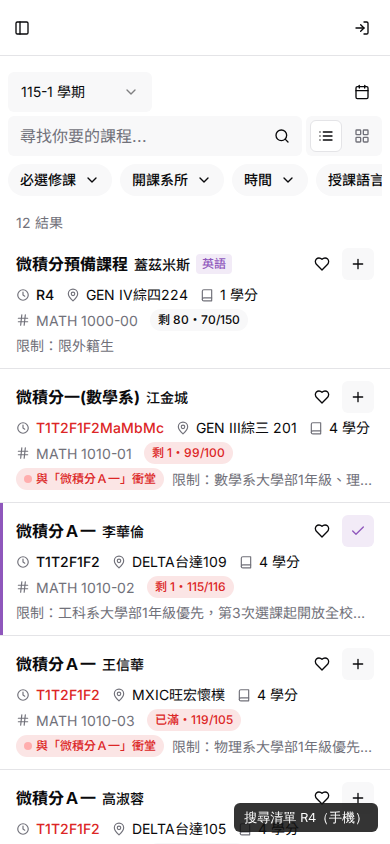 115-1 學期
尋找你要的課程...
必選修課 開課系所 時間 授課語言
12 結果
微積分預備課程 蓋茲米斯 英語
R4 GEN IV綜四224 1 學分
# MATH 1000-00 剩 80・70/150
限制：限外籍生
微積分一(數學系) 江金城
T1T2F1F2MaMbMc GEN III綜三 201 4 學分
# MATH 1010-01 剩 1・99/100
與「微積分Ａ一」衝堂 限制：數學系大學部1年級、理...
微積分Ａ一 李華倫
T1T2F1F2 DELTA台達109 4 學分
# MATH 1010-02 剩 1・115/116
限制：工科系大學部1年級優先，第3次選課起開放全校...
微積分Ａ一 王信華
T1T2F1F2 MXIC旺宏懷樸 4 學分
# MATH 1010-03 已滿・119/105
與「微積分Ａ一」衝堂 限制：物理系大學部1年級優先...
微積分Ａ一 高淑蓉
T1T2F1F2 DELTA台達105 4 學分
搜尋清單 R4（手機）